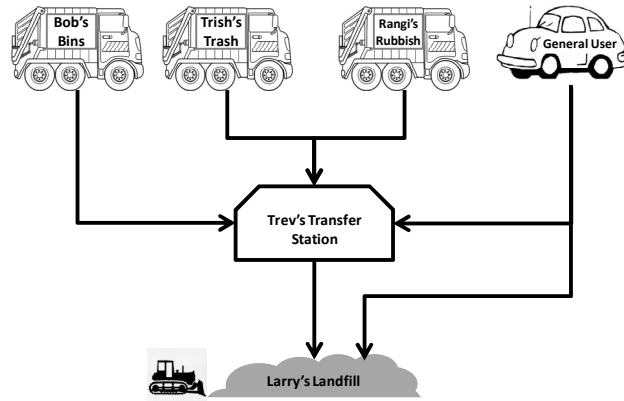 Bob's
Bins
Trish's
Trash
Rangi's
Rubbish
General User
Trev's Transfer
Station
Larry's Landfill